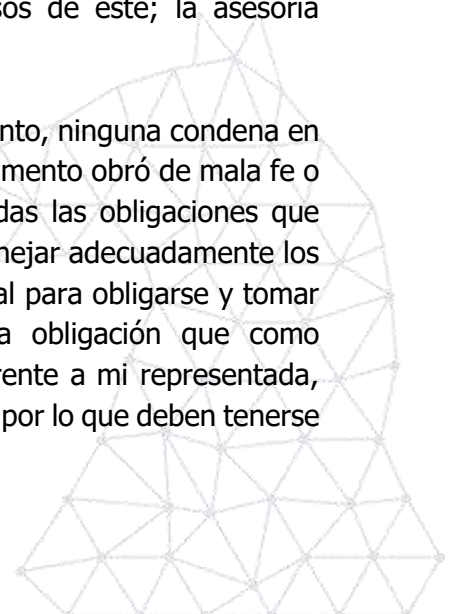 sos de este; la asesoría
nto, ninguna condena en
mento obró de mala fe o
das las obligaciones que
nejar adecuadamente los
al para obligarse y tomar
a obligación que como
rente a mi representada,
por lo que deben tenerse